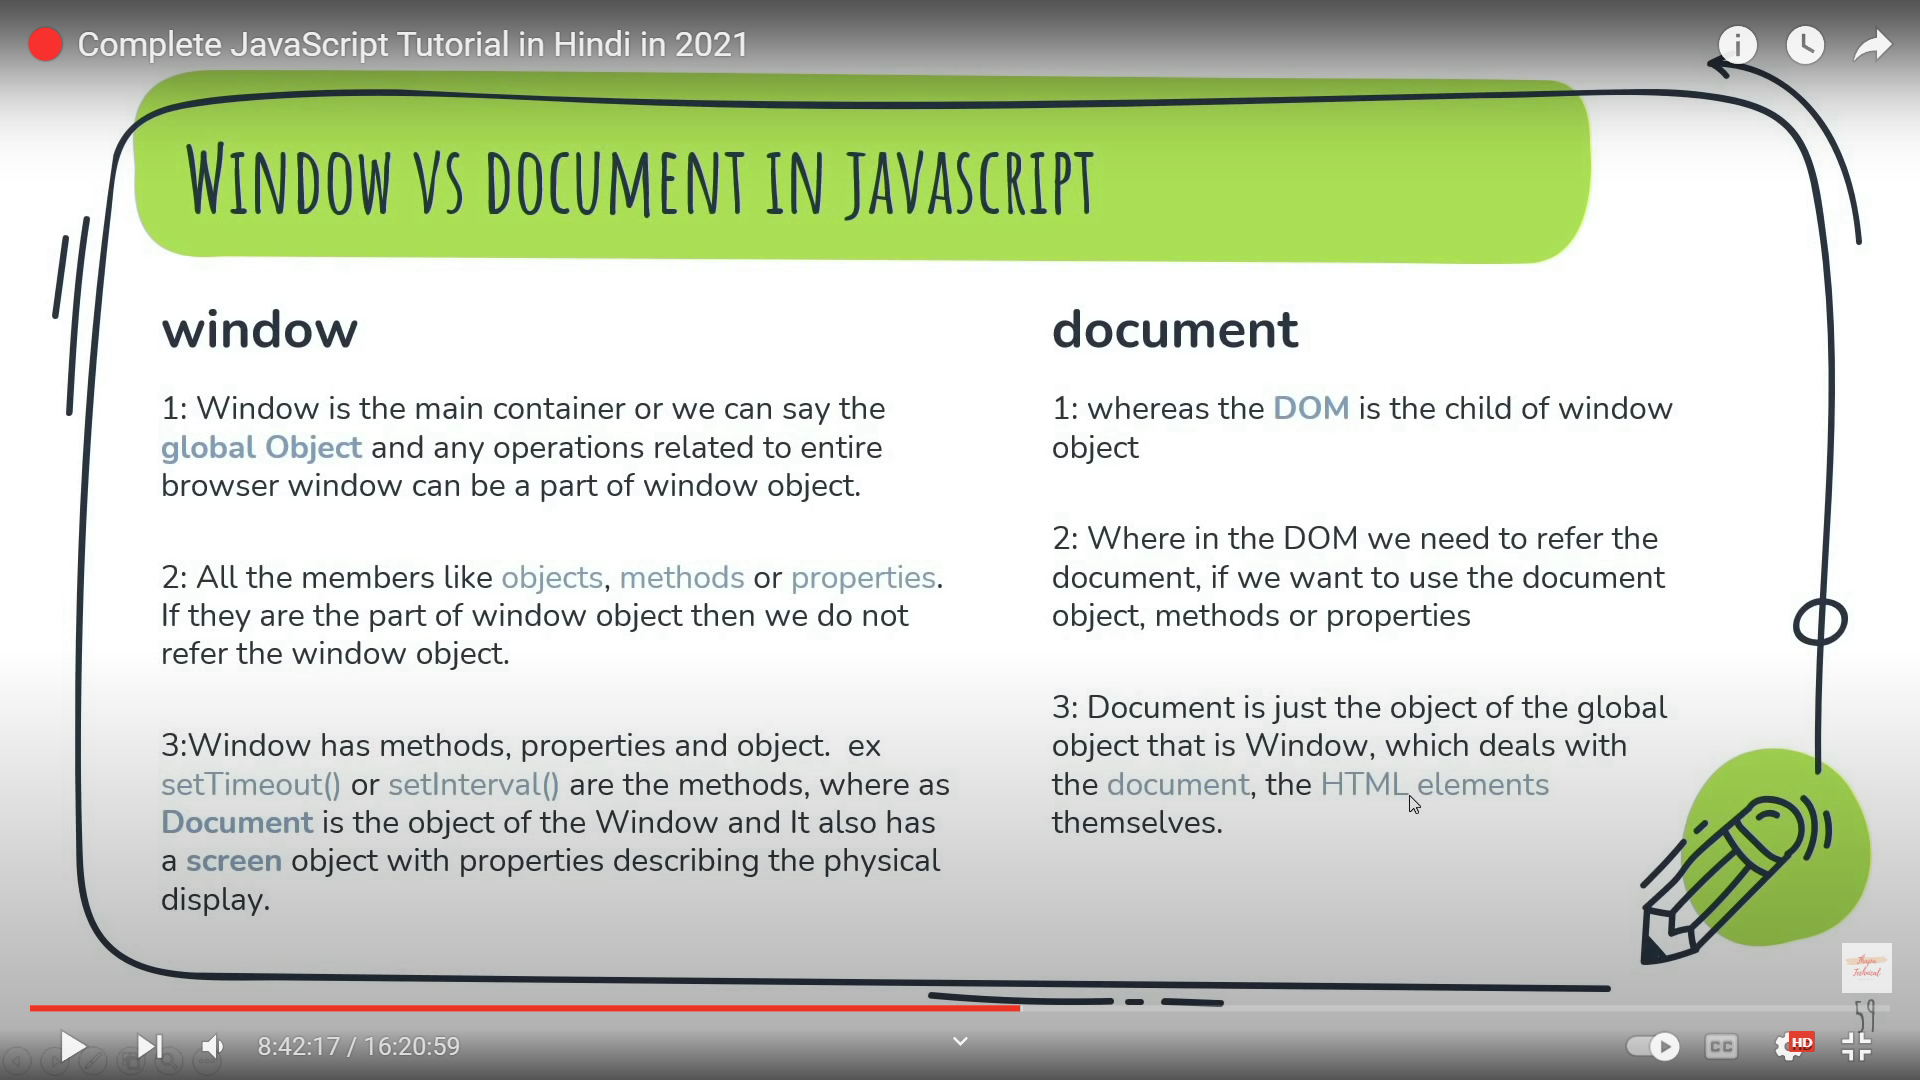 Complete JavaScript Tutorial in Hindi in 2021
Window vs document in javascript
window
1: Window is the main container or we can say the
global Object and any operations related to entire
browser window can be a part of window object.
2: All the members like objects, methods or properties.
If they are the part of window object then we do not
refer the window object.
3:Window has methods, properties and object.  ex
setTimeout() or setInterval() are the methods, where as
Document is the object of the Window and It also has
a screen object with properties describing the physical
display.
document
1: whereas the DOM is the child of window
object
2: Where in the DOM we need to refer the
document, if we want to use the document
object, methods or properties
3: Document is just the object of the global
object that is Window, which deals with
the document, the HTML elements
themselves.
Thapa
Technical
59
8:42:17 / 16:20:59
CC
HD